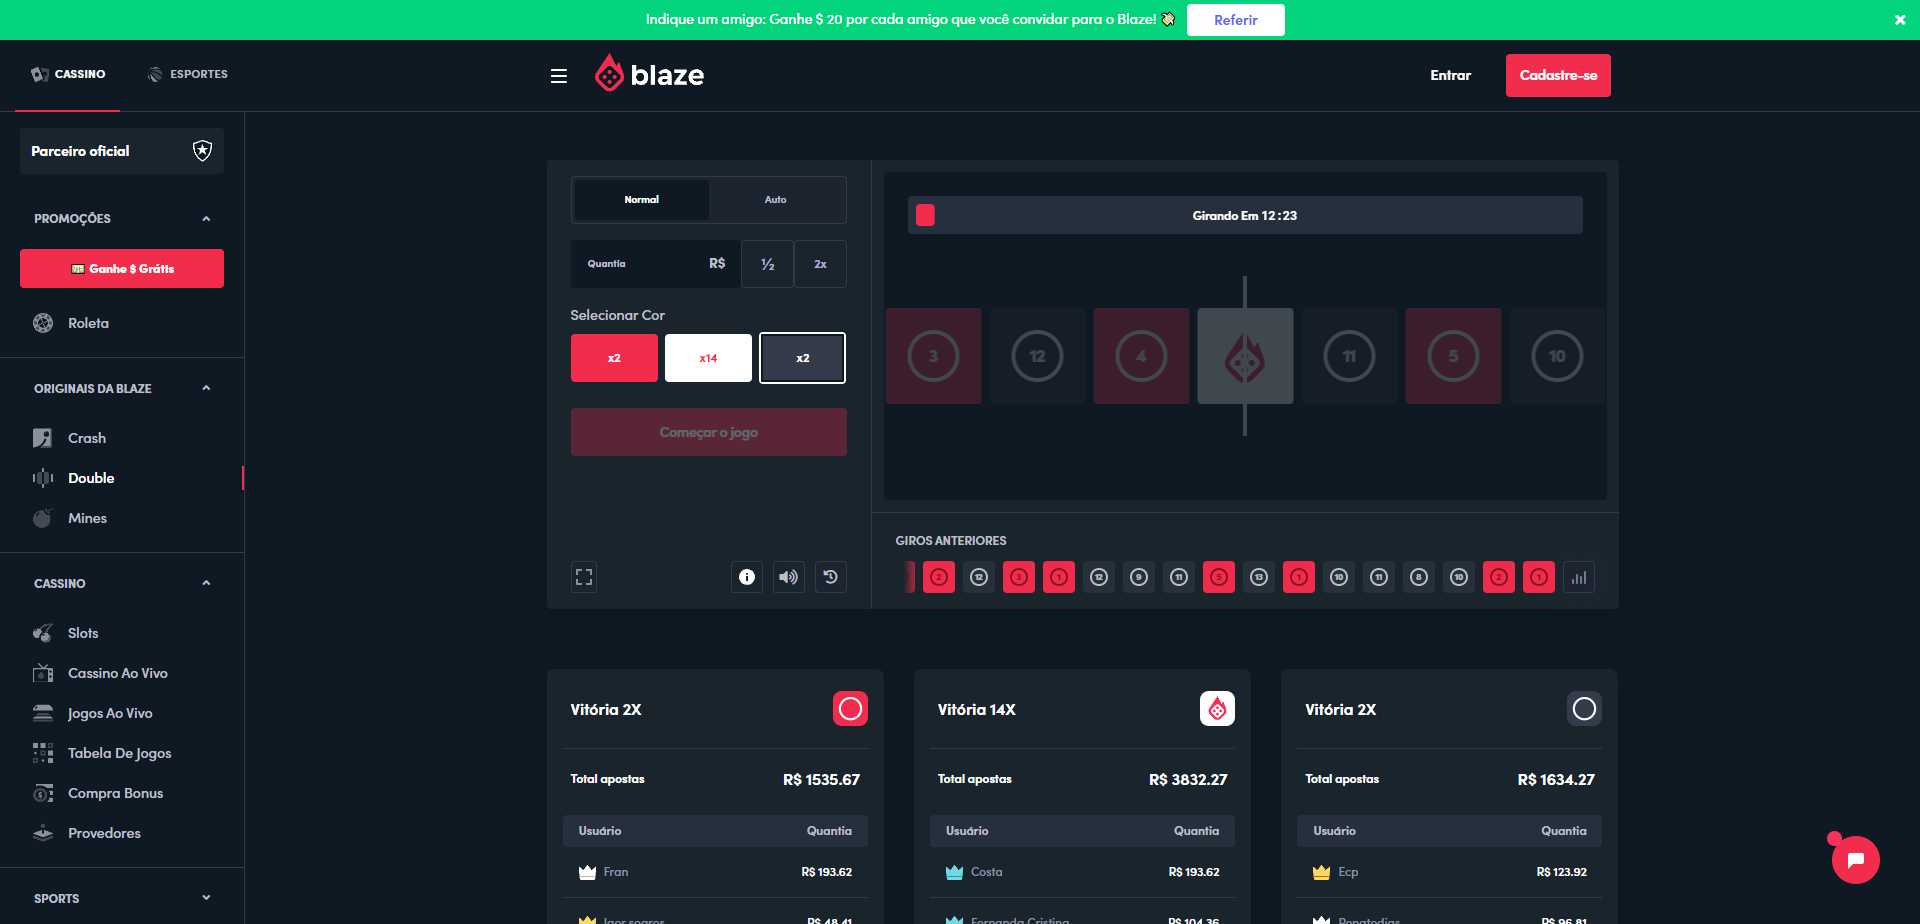 Indique um amigo: Ganhe $ 20 por cada amigo que você convidar para o Blaze!
Referir
CASSINO
ESPORTES
blaze
Entrar
Cadastre-se
Parceiro oficial
PROMOÇÕES
Ganhe $ Grátis
Roleta
ORIGINAIS DA BLAZE
Crash
Double
Mines
CASSINO
Slots
Cassino Ao Vivo
Jogos Ao Vivo
Tabela De Jogos
Compra Bonus
Provedores
SPORTS
Normal
Auto
Quantia
R$
½
2x
Selecionar Cor
x2
x14
x2
Começar o jogo
Girando Em 12:23
3
12
4
11
5
10
GIROS ANTERIORES
2
12
3
1
12
9
11
5
13
1
10
11
8
10
2
1
Vitória 2X
Total apostas
R$ 1535.67
Usuário
Quantia
Fran
R$ 193.62
Igor soares
R$ 48.41
Vitória 14X
Total apostas
R$ 3832.27
Usuário
Quantia
Costa
R$ 193.62
Fernanda Cristina
R$ 104.36
Vitória 2X
Total apostas
R$ 1634.27
Usuário
Quantia
Ecp
R$ 123.92
R$ 96.81